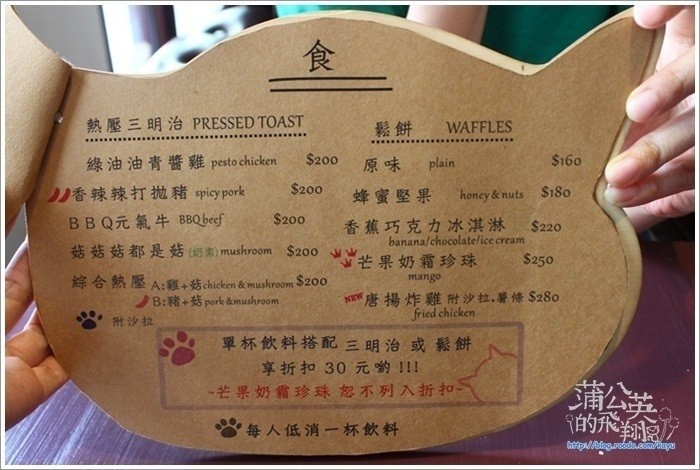 食
熱壓三明治 PRESSED TOAST
綠油油青醬雞 pesto chicken $200
香辣辣打拋豬 spicy pork $200
BBQ元氣牛 BBQ beef $200
菇菇菇都是菇(奶素) mushroom $200
綜合熱壓 A:雞+菇 chicken & mushroom $200
B:豬+菇 pork & mushroom
附沙拉
鬆餅 WAFFLES
原味 plain $160
蜂蜜堅果 honey & nuts $180
香蕉巧克力冰淇淋 $220
banana/chocolate/ice cream
芒果奶霜珍珠 $250
mango
NEW 唐揚炸雞 附沙拉.薯條 $280
fried chicken
單杯飲料搭配 三明治 或 鬆餅
享折扣 30 元喲 !!!
~芒果奶霜珍珠 恕不列入折扣~
每人低消一杯飲料
蒲公英
的飛翔
http://blog.roodo.com/kayu